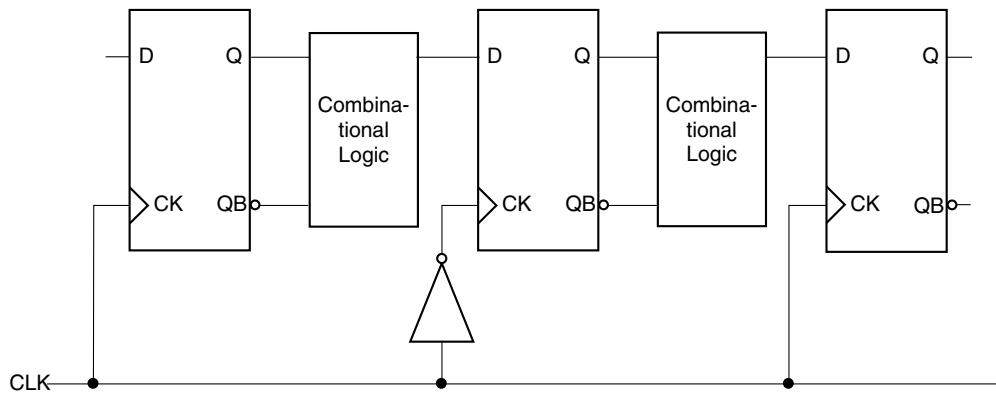 D Q
Combina-
tional
Logic
D Q
Combina-
tional
Logic
D Q
CK QB
CK QB
CK QB
CLK